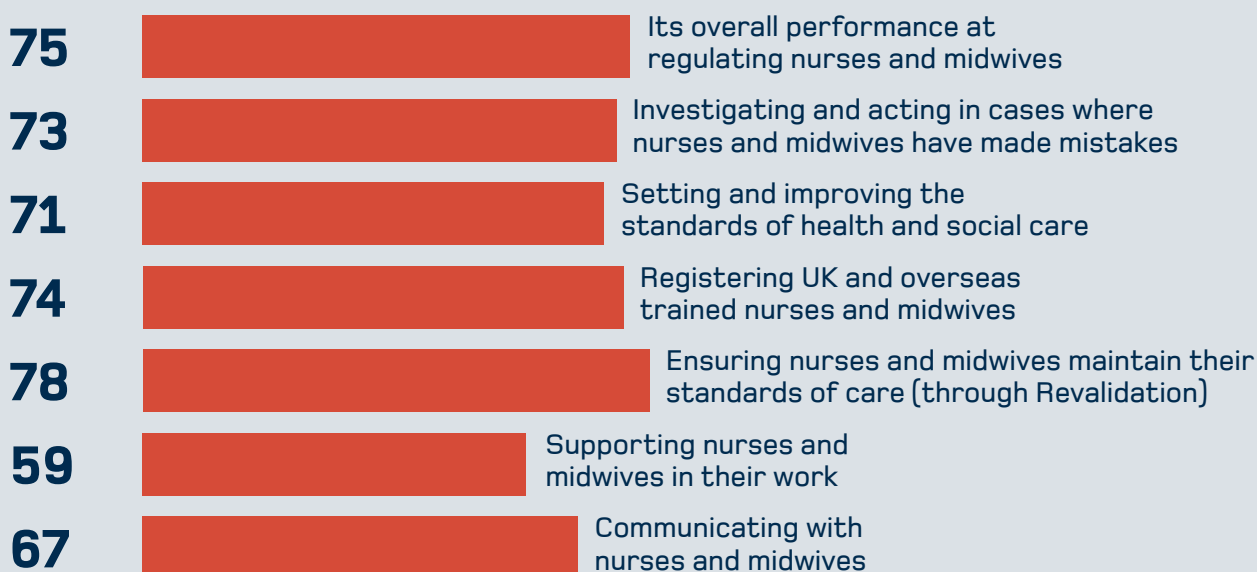 75
Its overall performance at
regulating nurses and midwives
73
Investigating and acting in cases where
nurses and midwives have made mistakes
71
Setting and improving the
standards of health and social care
74
Registering UK and overseas
trained nurses and midwives
78
Ensuring nurses and midwives maintain their
standards of care (through Revalidation)
59
Supporting nurses and
midwives in their work
67
Communicating with
nurses and midwives